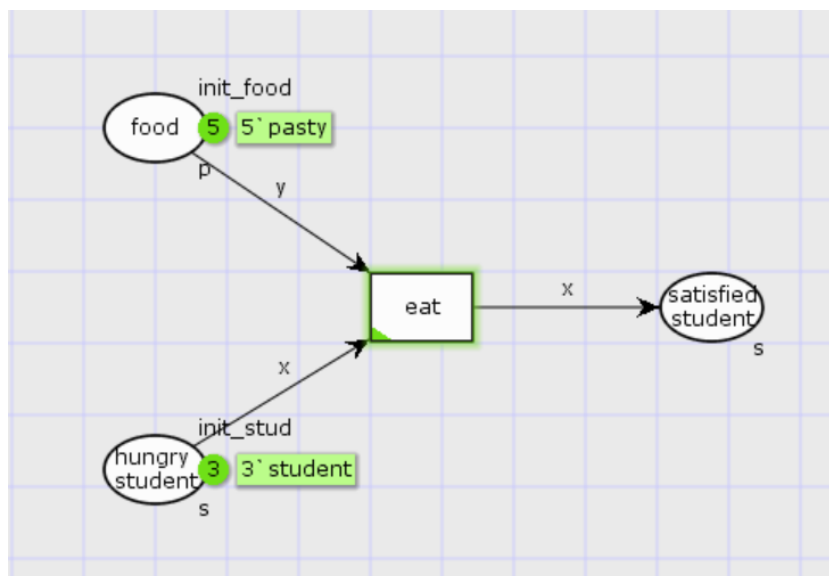 init_food
food
5
5`pasty
p
y
eat
x
satisfied
student
s
x
init_stud
hungry
student
3
3`student
s